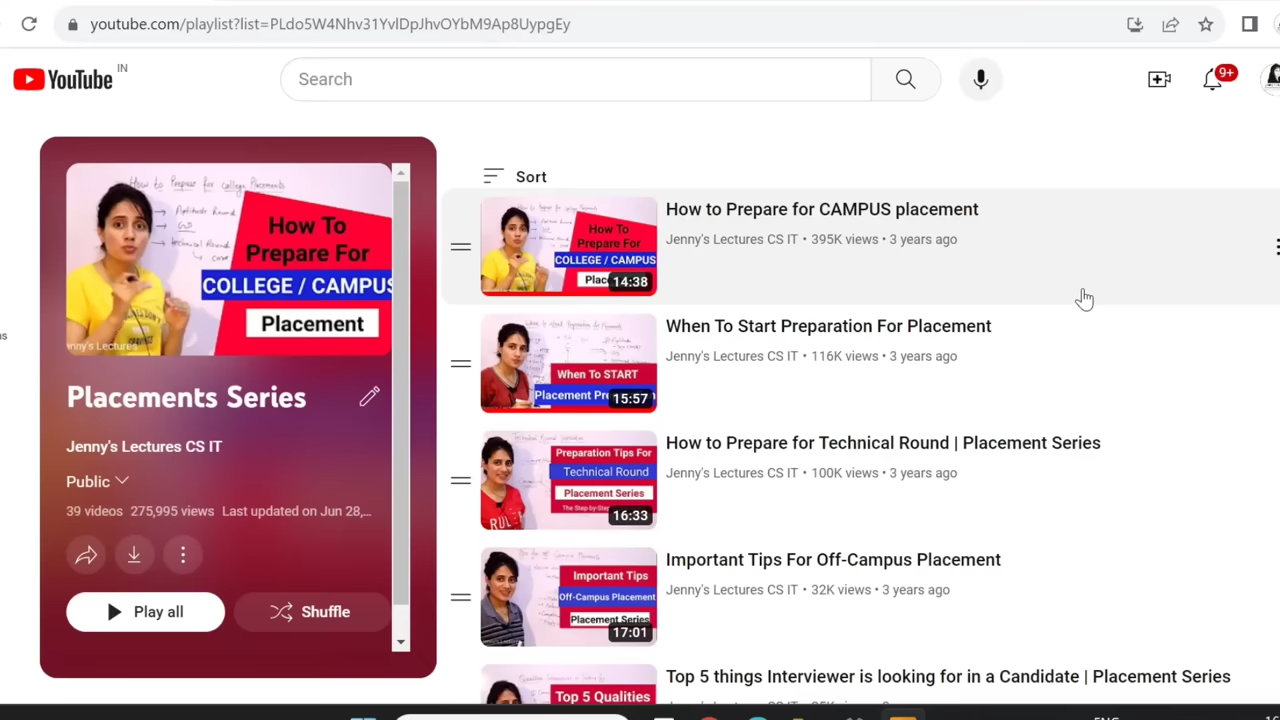 youtube.com/playlist?list=PLdo5W4Nhv31YvlDpJhvOYbM9Ap8UypgEy
YouTube IN
Search
9+
How to Prepare for college Placements
How To
Prepare For
COLLEGE / CAMPUS
Placement
Placements Series
Jenny's Lectures CS IT
Public
39 videos 275,995 views Last updated on Jun 28,...
Play all
Shuffle
Sort
How To
Prepare For
COLLEGE / CAMPUS
14:38
How to Prepare for CAMPUS placement
Jenny's Lectures CS IT • 395K views • 3 years ago
When To START
15:57
When To Start Preparation For Placement
Jenny's Lectures CS IT • 116K views • 3 years ago
Preparation Tips For
Technical Round
Placement Series
16:33
How to Prepare for Technical Round | Placement Series
Jenny's Lectures CS IT • 100K views • 3 years ago
Important Tips
Off-Campus Placement
Placement Series
17:01
Important Tips For Off-Campus Placement
Jenny's Lectures CS IT • 32K views • 3 years ago
Top 5 Qualities
Top 5 things Interviewer is looking for in a Candidate | Placement Series